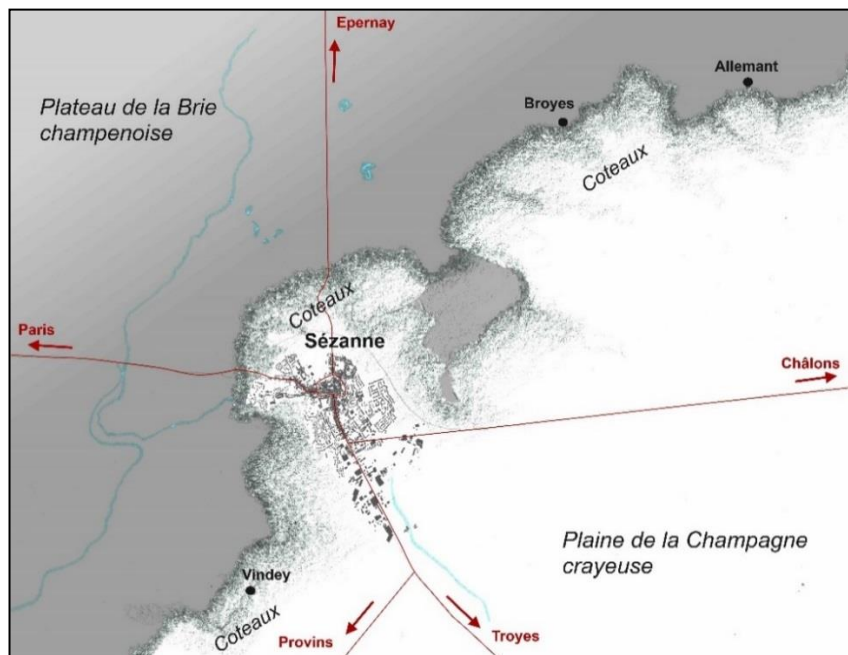 Epernay
Allemant
Plateau de la Brie
champenoise
Broyes
Coteaux
Coteaux
Paris
Sézanne
Châlons
Plaine de la Champagne
crayeuse
Vindey
Coteaux
Provins
Troyes